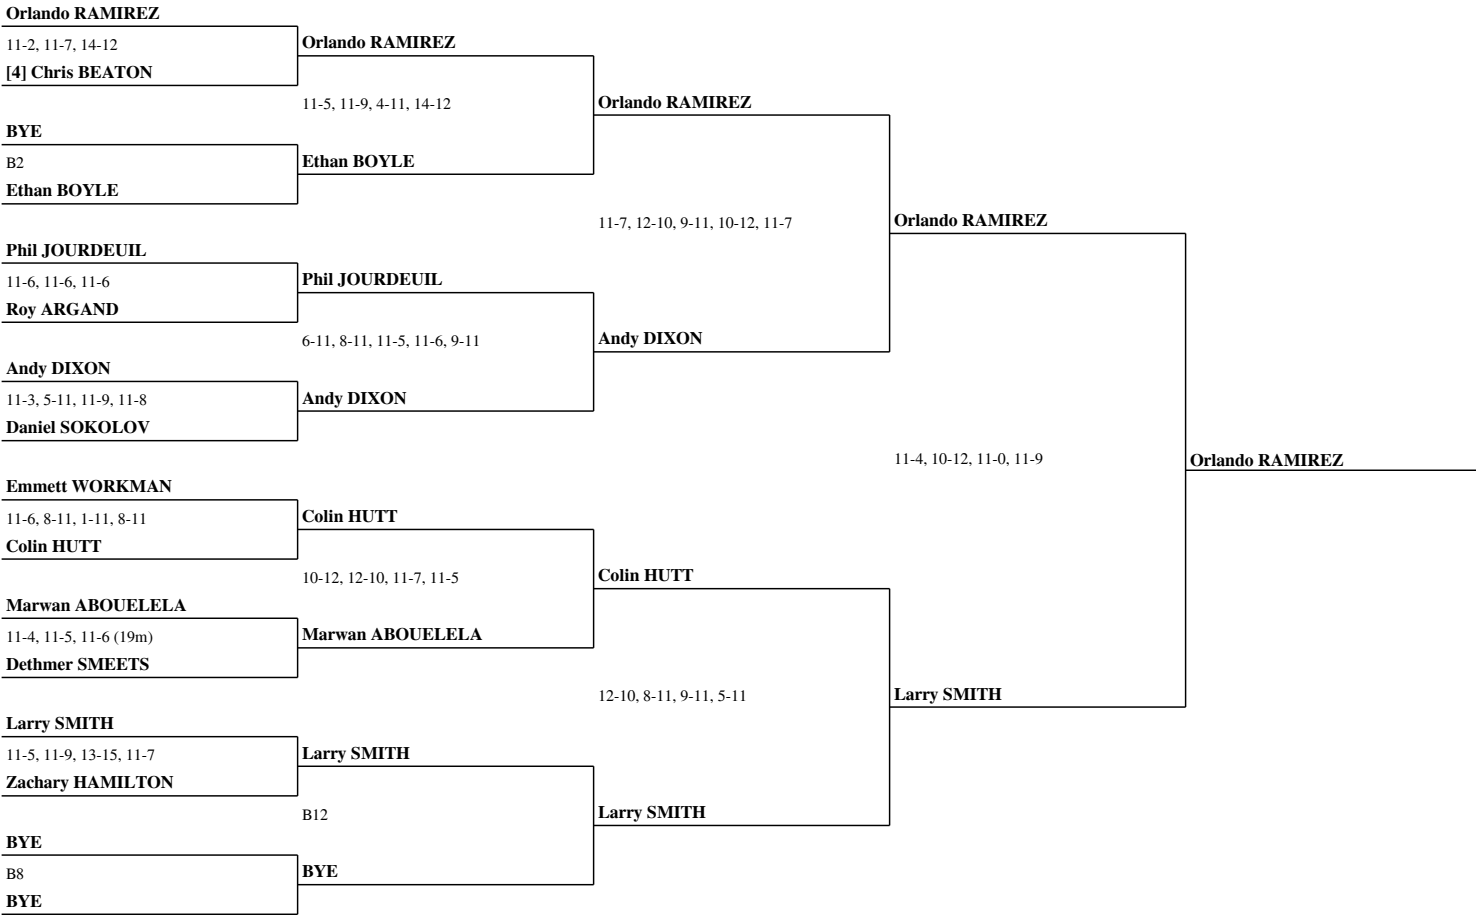 Orlando RAMIREZ
11-2, 11-7, 14-12
[4] Chris BEATON
BYE
B2
Ethan BOYLE
Phil JOURDEUIL
11-6, 11-6, 11-6
Roy ARGAND
Andy DIXON
11-3, 5-11, 11-9, 11-8
Daniel SOKOLOV
Emmett WORKMAN
11-6, 8-11, 1-11, 8-11
Colin HUTT
Marwan ABOUELELA
11-4, 11-5, 11-6 (19m)
Dethmer SMEETS
Larry SMITH
11-5, 11-9, 13-15, 11-7
Zachary HAMILTON
BYE
B8
BYE
Orlando RAMIREZ
11-5, 11-9, 4-11, 14-12
Ethan BOYLE
Phil JOURDEUIL
6-11, 8-11, 11-5, 11-6, 9-11
Andy DIXON
Colin HUTT
10-12, 12-10, 11-7, 11-5
Marwan ABOUELELA
Larry SMITH
B12
BYE
Orlando RAMIREZ
11-7, 12-10, 9-11, 10-12, 11-7
Andy DIXON
Colin HUTT
12-10, 8-11, 9-11, 5-11
Larry SMITH
Orlando RAMIREZ
11-4, 10-12, 11-0, 11-9
Larry SMITH
Orlando RAMIREZ